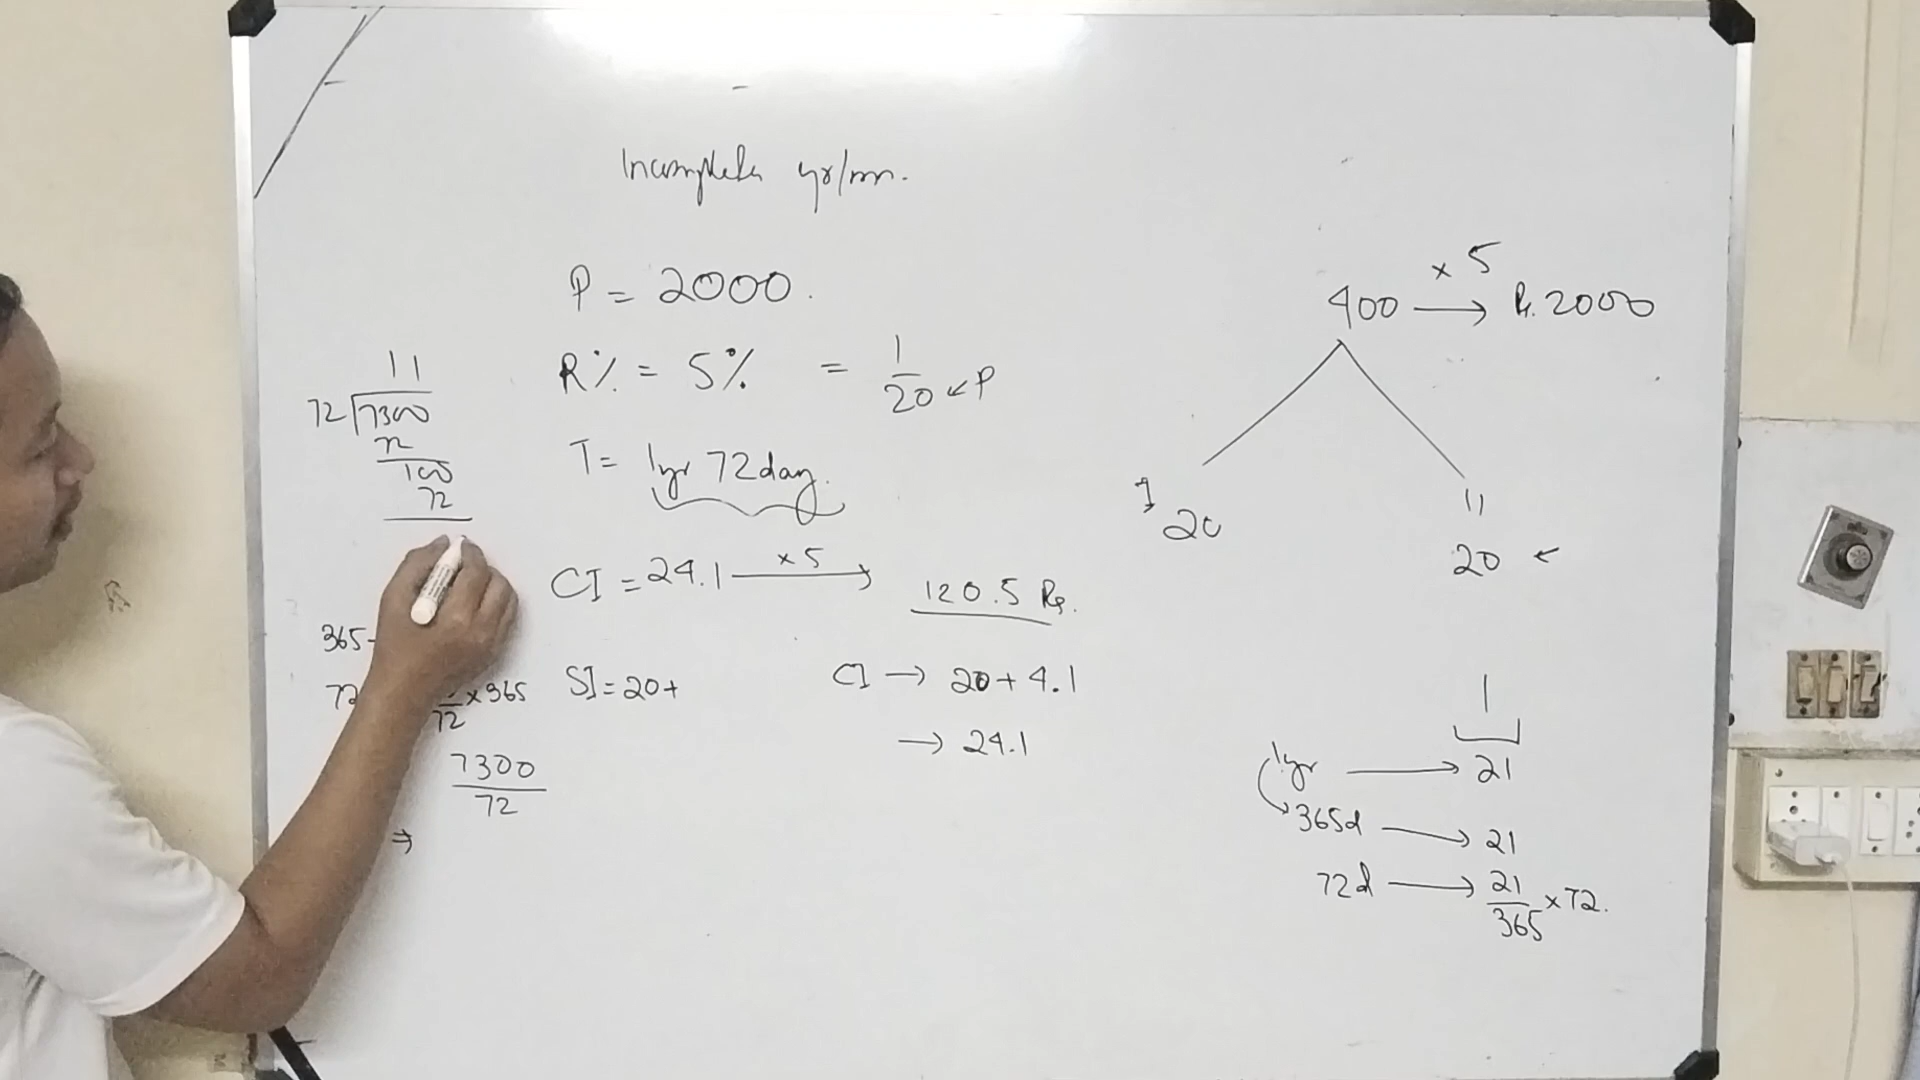 Incomplete yr/mn.
P = 2000.
R% = 5% = 1/20 ← P
T = 1yr 72day.
CI = 24.1 ×5 → 120.5 Rs.
SI = 20+
CI → 20 + 4.1
→ 24.1
11
72 7300
72
100
72
365-
72
72 ×365
7300
72
⇒
400 ×5 → Rs. 2000
1
20
11
20 ←
1
1yr → 21
365d → 21
72d → 21/365 ×72.